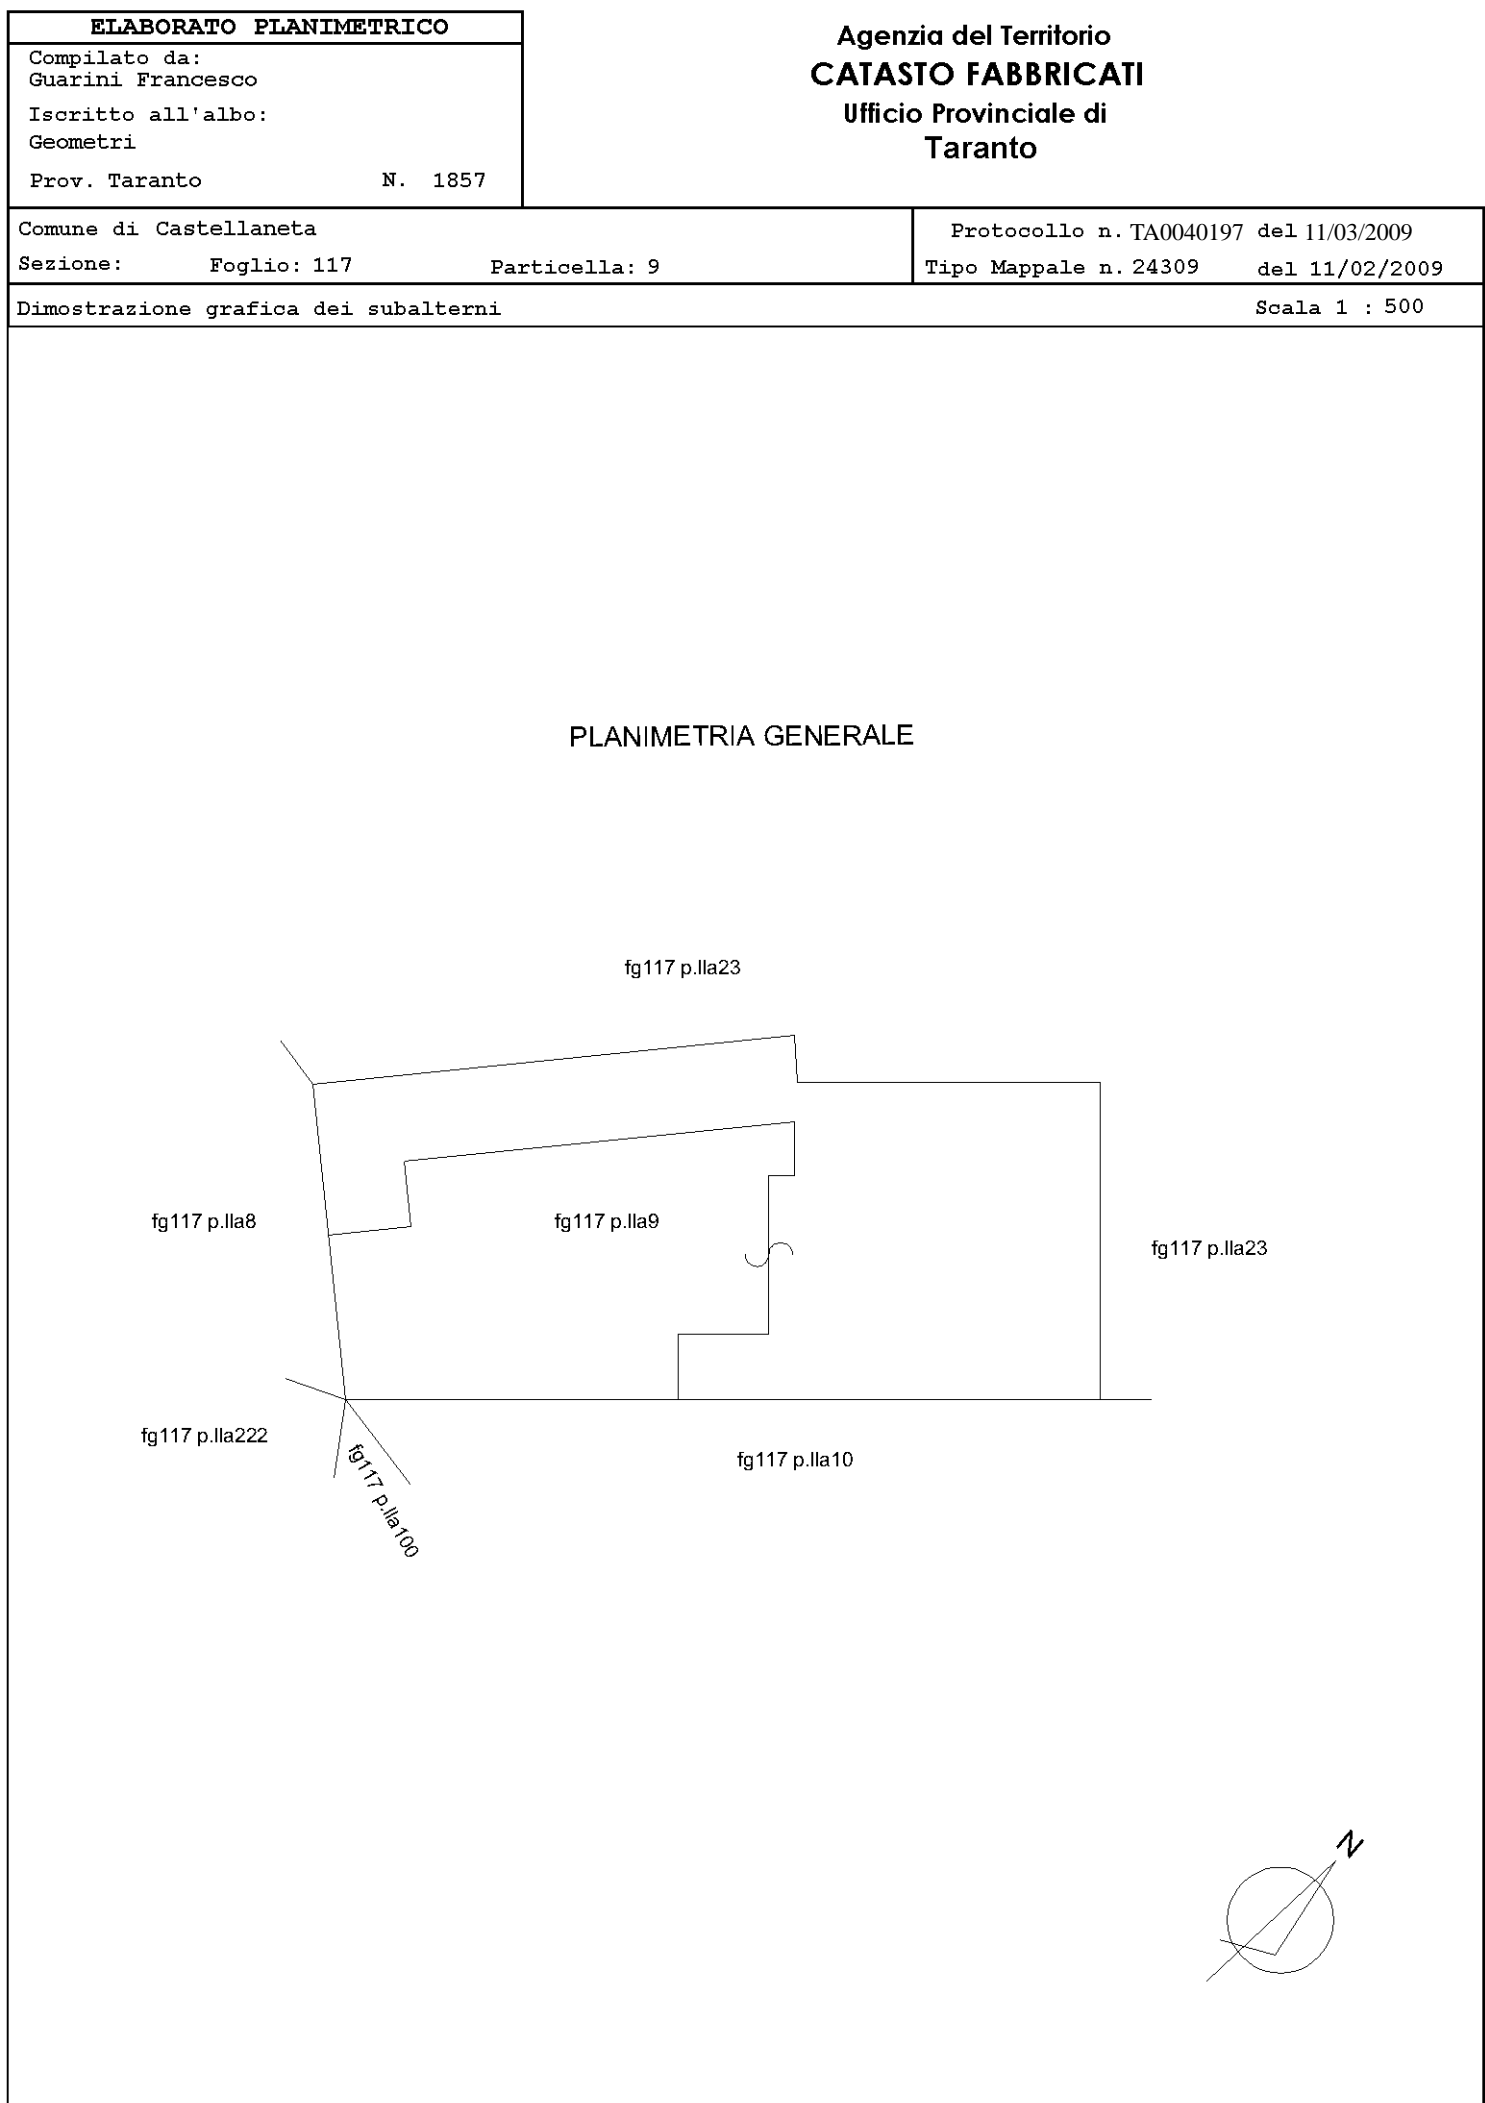 ELABORATO PLANIMETRICO
Compilato da:
Guarini Francesco
Iscritto all'albo:
Geometri
Prov. Taranto N. 1857
Agenzia del Territorio
CATASTO FABBRICATI
Ufficio Provinciale di
Taranto
Comune di Castellaneta
Sezione: Foglio: 117 Particella: 9
Protocollo n. TA0040197 del 11/03/2009
Tipo Mappale n. 24309 del 11/02/2009
Dimostrazione grafica dei subalterni Scala 1 : 500
PLANIMETRIA GENERALE
fg117 p.lla23
fg117 p.lla8
fg117 p.lla9
fg117 p.lla23
fg117 p.lla222
fg117 p.lla100
fg117 p.lla10
N